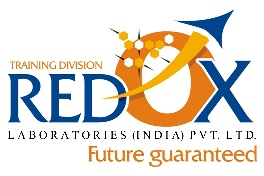 TRAINING DIVISION
REDOX
LABORATORIES (INDIA) PVT. LTD.
Future guaranteed